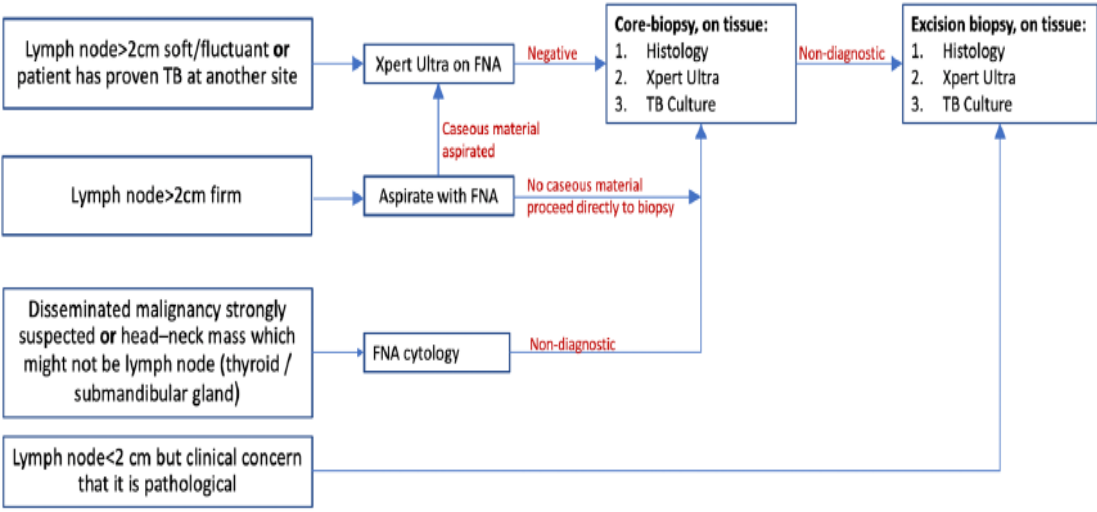 Lymph node>2cm soft/fluctuant or
patient has proven TB at another site
Xpert Ultra on FNA
Negative
Core-biopsy, on tissue:
1. Histology
2. Xpert Ultra
3. TB Culture
Non-diagnostic
Excision biopsy, on tissue:
1. Histology
2. Xpert Ultra
3. TB Culture
Caseous material
aspirated
Lymph node>2cm firm
Aspirate with FNA
No caseous material
proceed directly to biopsy
Disseminated malignancy strongly
suspected or head–neck mass which
might not be lymph node (thyroid /
submandibular gland)
FNA cytology
Non-diagnostic
Lymph node<2 cm but clinical concern
that it is pathological